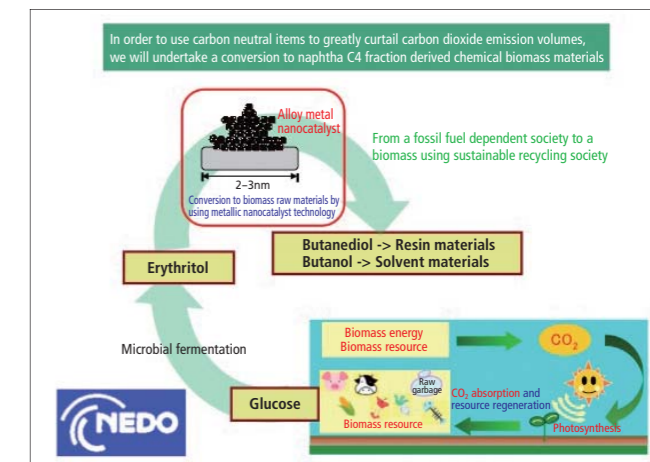 In order to use carbon neutral items to greatly curtail carbon dioxide emission volumes,
we will undertake a conversion to naphtha C4 fraction derived chemical biomass materials
Alloy metal
nanocatalyst
2–3nm
Conversion to biomass raw materials by
using metallic nanocatalyst technology
From a fossil fuel dependent society to a
biomass using sustainable recycling society
Butanediol -> Resin materials
Butanol -> Solvent materials
Erythritol
Microbial fermentation
Glucose
NEDO
Biomass energy
Biomass resource
CO₂
Raw
garbage
Biomass resource
CO₂ absorption and
resource regeneration
Photosynthesis